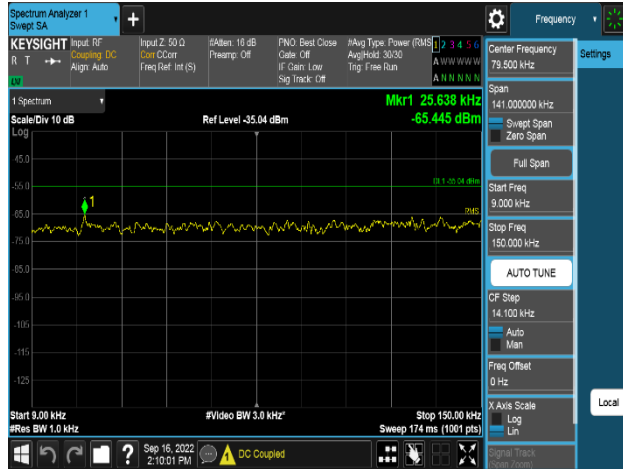 Spectrum Analyzer 1
Swept SA
+
Frequency
KEYSIGHT
R T
LV
Input: RF
Coupling: DC
Align: Auto
Input Z: 50 Ω
Corr CCorr
Freq Ref: Int (S)
#Atten: 16 dB
Preamp: Off
PNO: Best Close
Gate: Off
IF Gain: Low
Sig Track: Off
#Avg Type: Power (RMS
Avg|Hold: 30/30
Trig: Free Run
1 2 3 4 5 6
A W W W W W
A N N N N N
Center Frequency
79.500 kHz
Settings
Span
141.000000 kHz
Swept Span
Zero Span
Full Span
Start Freq
9.000 kHz
Stop Freq
150.000 kHz
AUTO TUNE
CF Step
14.100 kHz
Auto
Man
Freq Offset
0 Hz
X Axis Scale
Log
Lin
Signal Track
(Span Zoom)
Local
1 Spectrum
Scale/Div 10 dB
Log
Ref Level -35.04 dBm
Mkr1 25.638 kHz
-65.445 dBm
-45.0
-55.0
DL1 -55.04 dBm
1
-65.0
RMS
-75.0
-85.0
-95.0
-105
-115
-125
Start 9.00 kHz
#Res BW 1.0 kHz
#Video BW 3.0 kHz*
Stop 150.00 kHz
Sweep 174 ms (1001 pts)
?
Sep 16, 2022
2:10:01 PM
DC Coupled